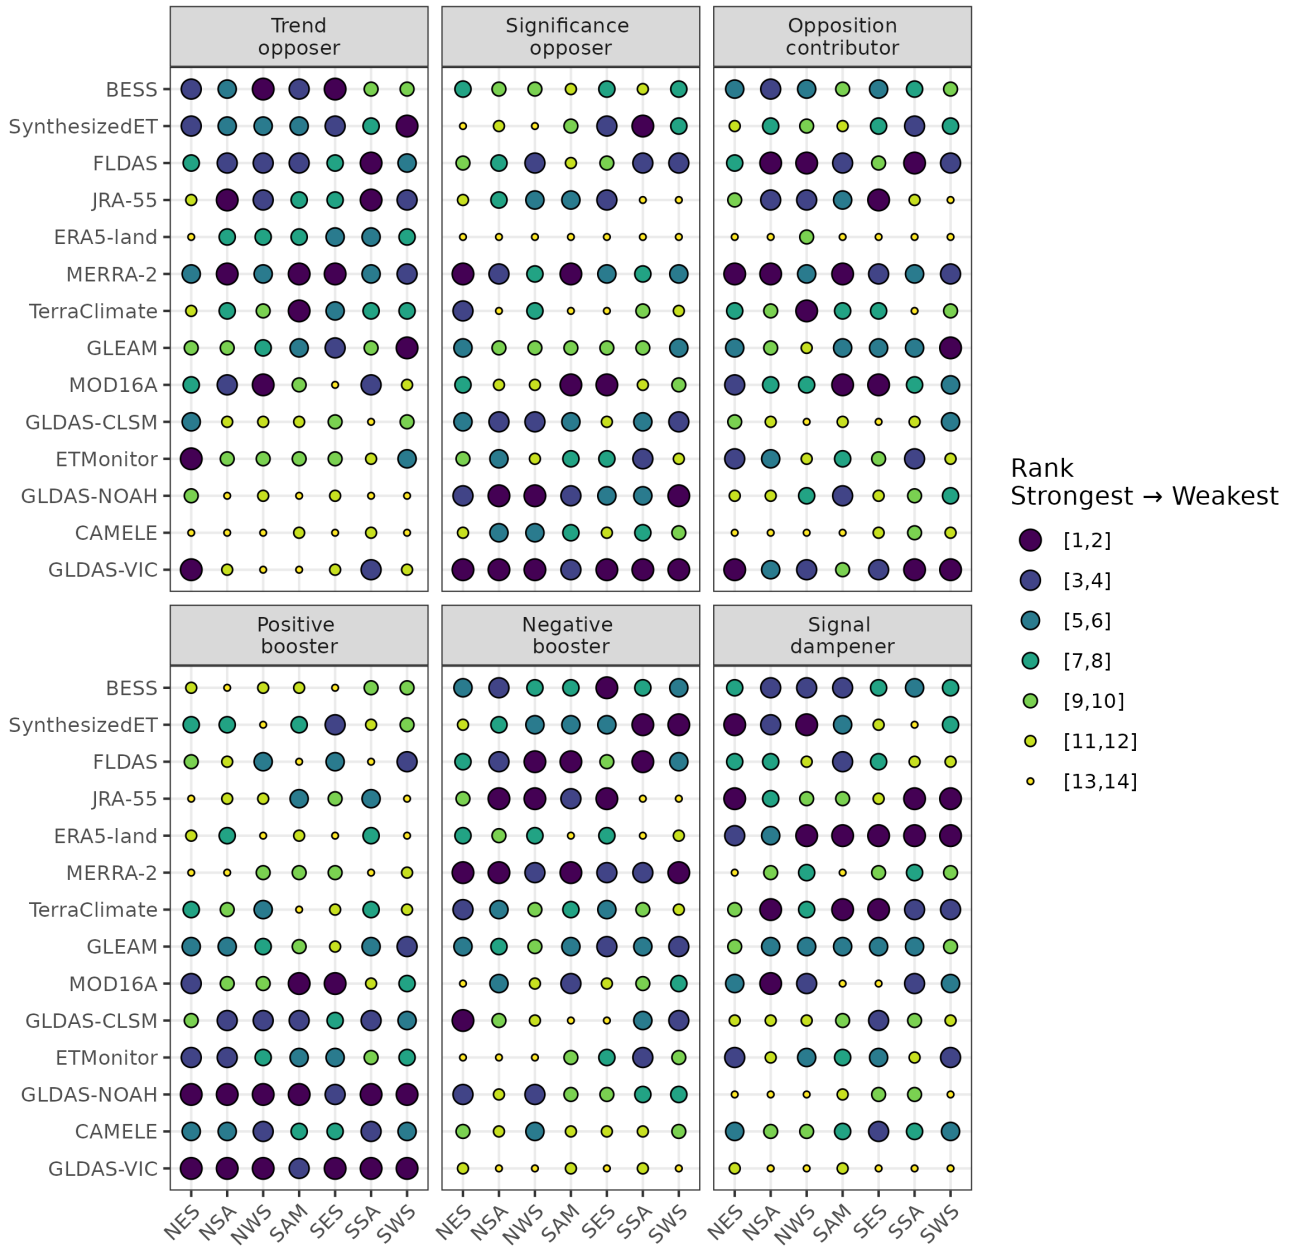 Trend
opposer
Significance
opposer
Opposition
contributor
BESS
SynthesizedET
FLDAS
JRA-55
ERA5-land
MERRA-2
TerraClimate
GLEAM
MOD16A
GLDAS-CLSM
ETMonitor
GLDAS-NOAH
CAMELE
GLDAS-VIC
Positive
booster
Negative
booster
Signal
dampener
BESS
SynthesizedET
FLDAS
JRA-55
ERA5-land
MERRA-2
TerraClimate
GLEAM
MOD16A
GLDAS-CLSM
ETMonitor
GLDAS-NOAH
CAMELE
GLDAS-VIC
NES NSA NWS SAM SES SSA SWS
NES NSA NWS SAM SES SSA SWS
NES NSA NWS SAM SES SSA SWS
Rank
Strongest → Weakest
[1,2]
[3,4]
[5,6]
[7,8]
[9,10]
[11,12]
[13,14]